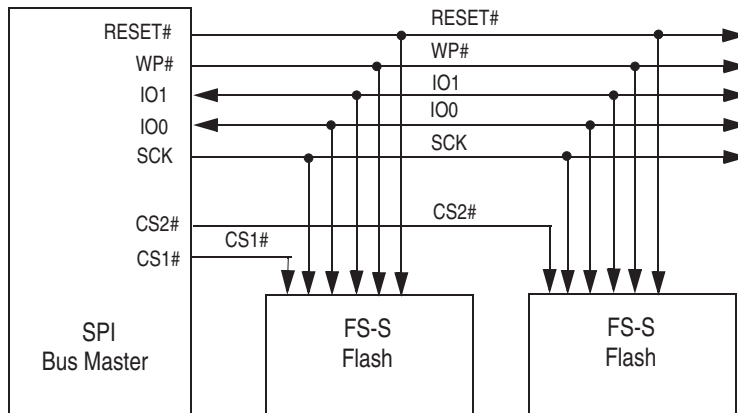 RESET# RESET#
WP# WP#
IO1 IO1
IO0 IO0
SCK SCK
CS2# CS2#
CS1# CS1#
SPI
Bus Master
FS-S
Flash
FS-S
Flash